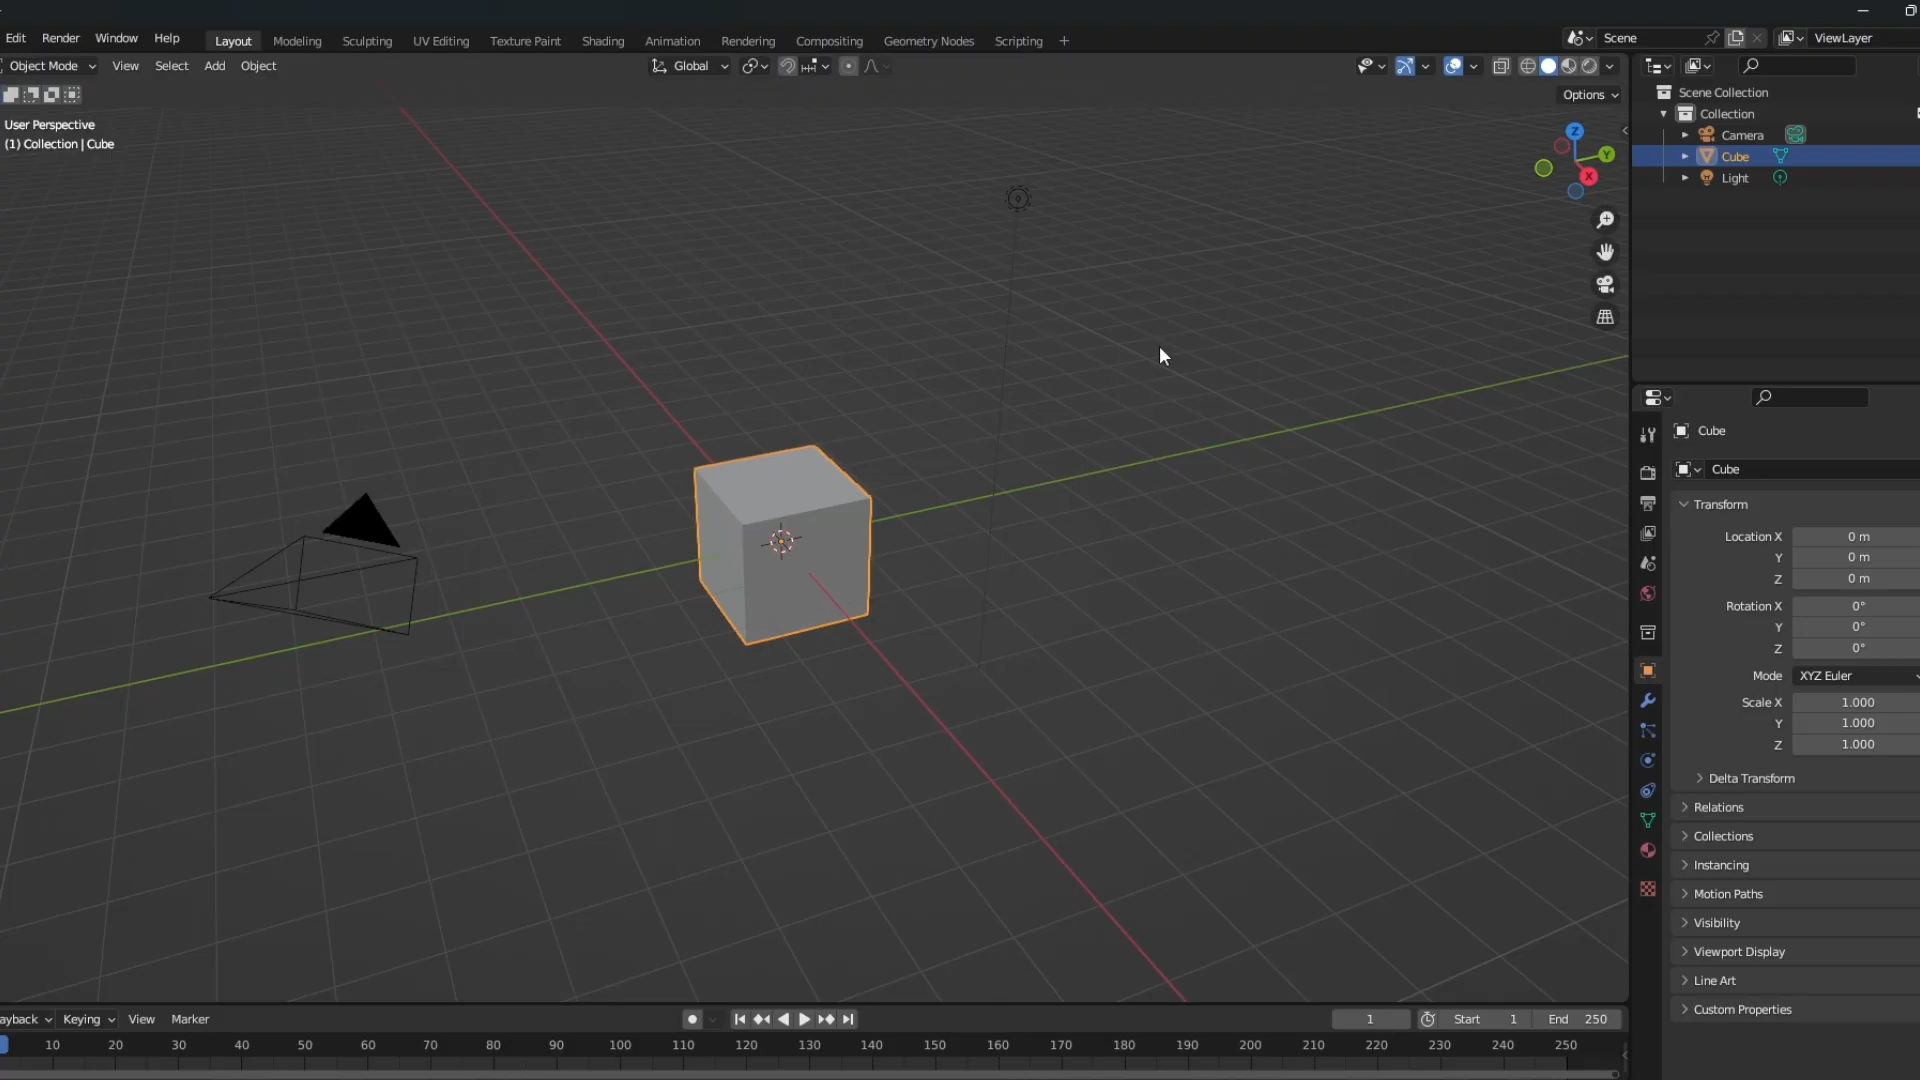 Edit Render Window Help Layout Modeling Sculpting UV Editing Texture Paint Shading Animation Rendering Compositing Geometry Nodes Scripting + Scene ViewLayer
Object Mode View Select Add Object Global
Options
User Perspective
(1) Collection | Cube
Z
Y
X
Scene Collection
Collection
Camera
Cube
Light
Cube
Cube
Transform
Location X 0 m
Y 0 m
Z 0 m
Rotation X 0°
Y 0°
Z 0°
Mode XYZ Euler
Scale X 1.000
Y 1.000
Z 1.000
Delta Transform
Relations
Collections
Instancing
Motion Paths
Visibility
Viewport Display
Line Art
Custom Properties
ayback Keying View Marker 1 Start 1 End 250
10 20 30 40 50 60 70 80 90 100 110 120 130 140 150 160 170 180 190 200 210 220 230 240 250